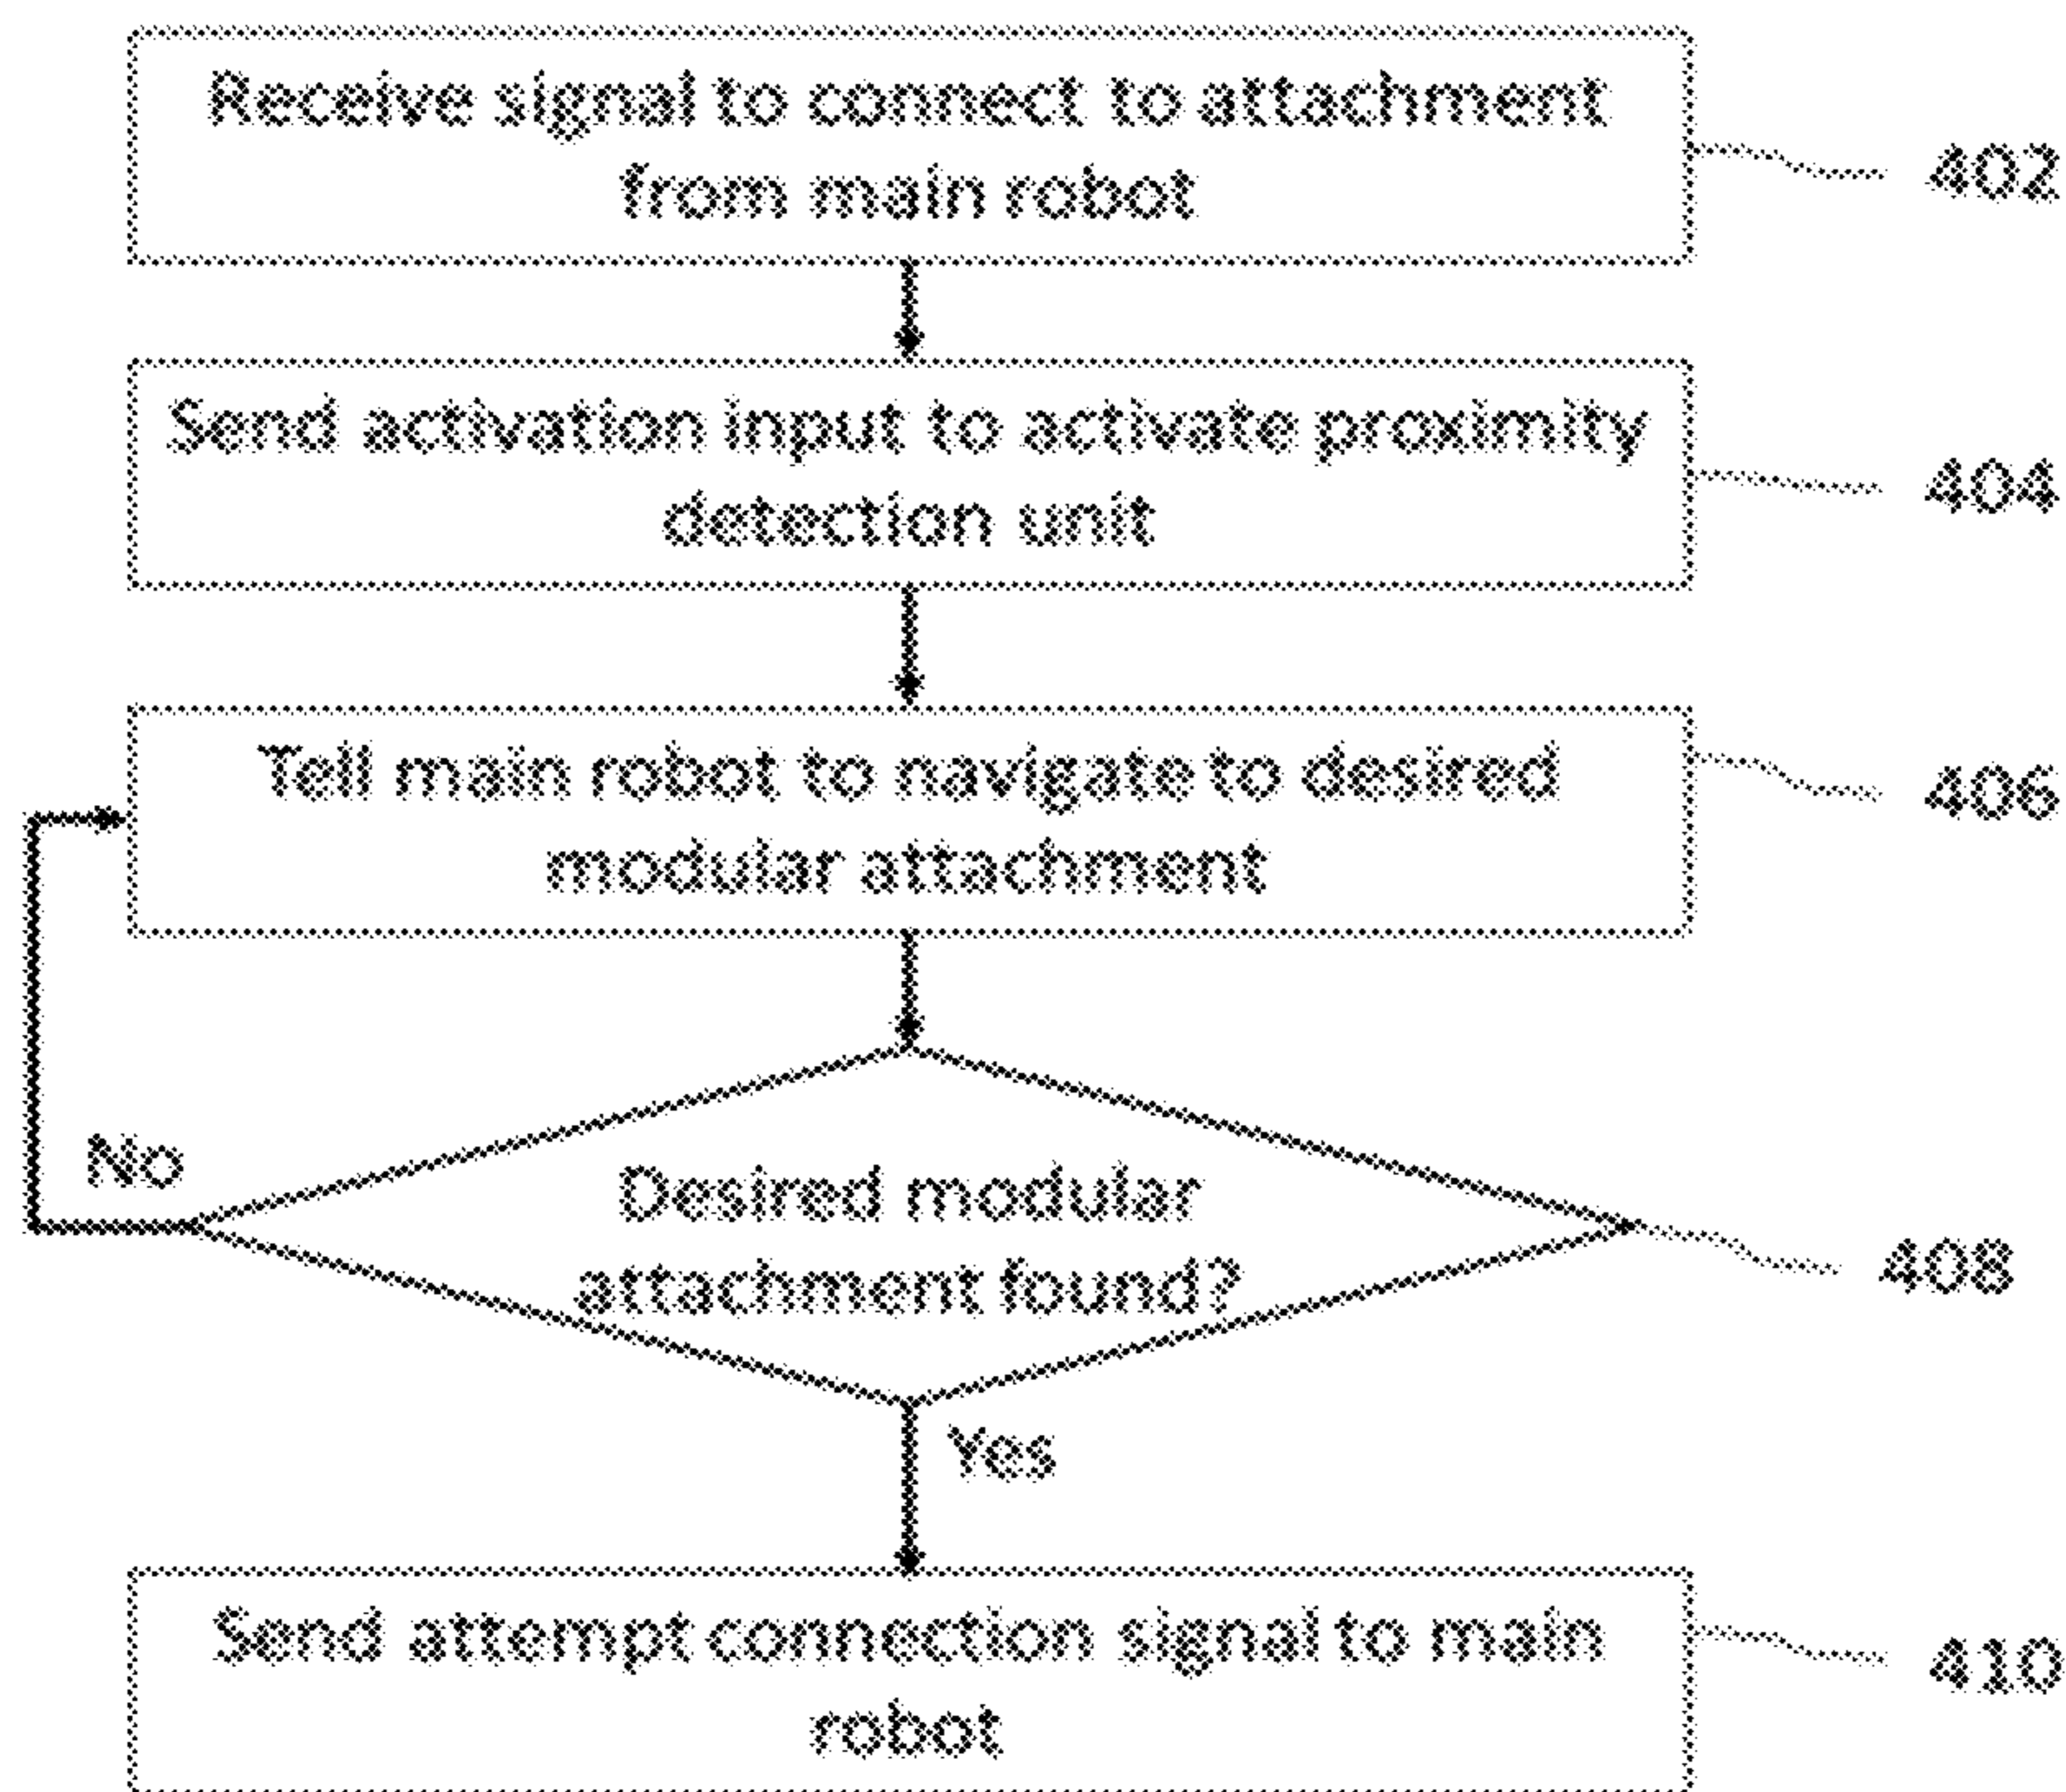 Receive signal to connect to attachment
from main robot
402
Send activation input to activate proximity
detection unit
404
Tell main robot to navigate to desired
modular attachment
406
No
Desired modular
attachment found?
408
Yes
Send attempt connection signal to main
robot
410